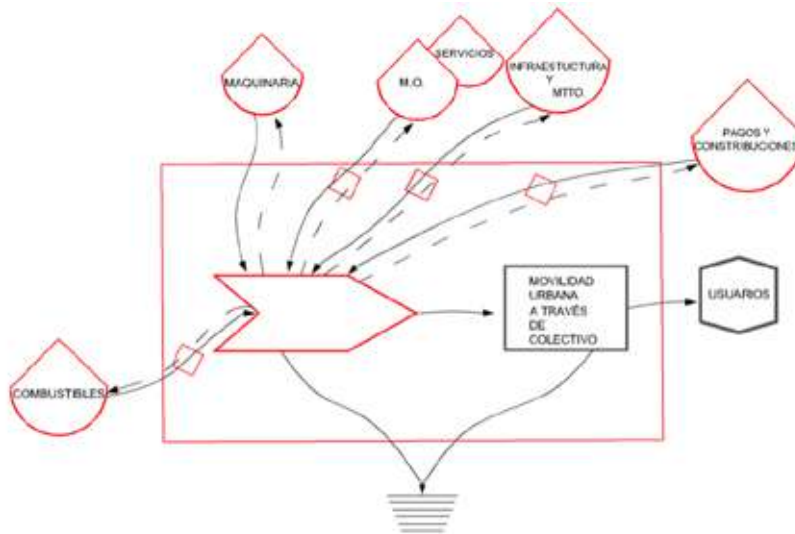 MAQUINARIA
M.O.
SERVICIOS
INFRAESTUCTURA
Y
MTTO.
PAGOS Y
CONSTRIBUCIONES
COMBUSTIBLES
MOVILIDAD
URBANA
A TRAVÉS
DE
COLECTIVO
USUARIOS